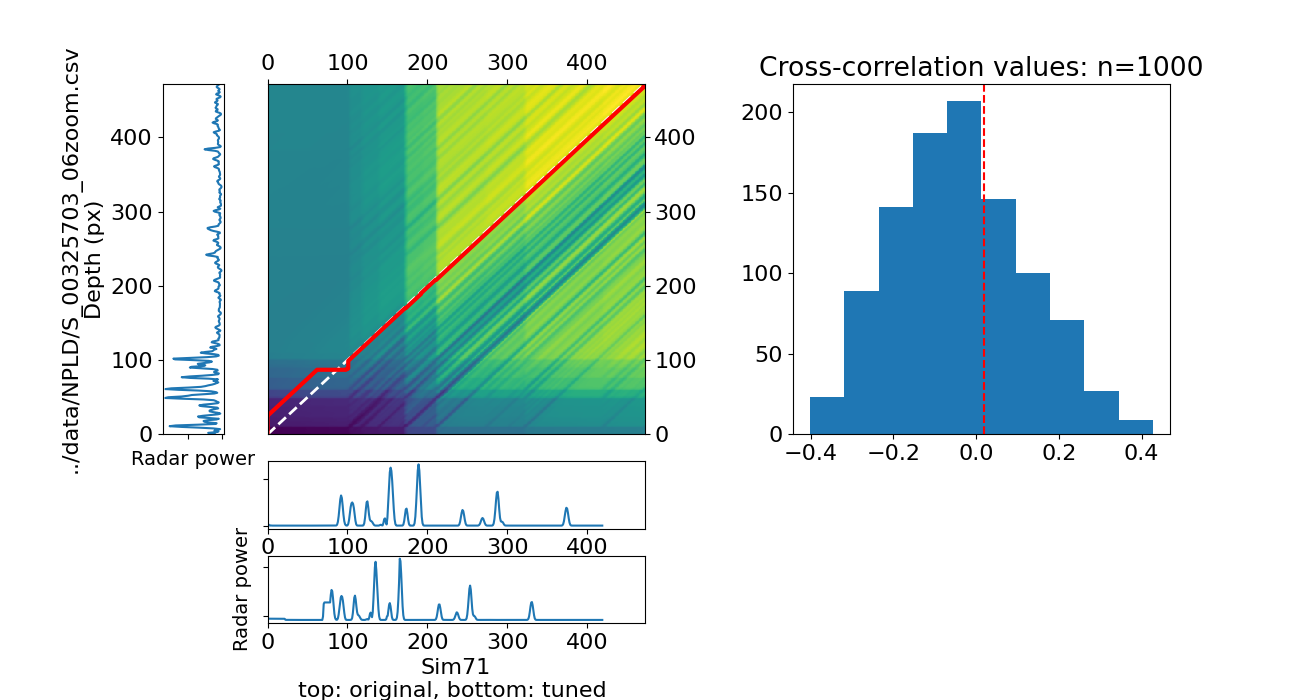 0 100 200 300 400
Cross-correlation values: n=1000
../data/NPLD/S_00325703_06zoom.csv
Depth (px)
400
300
200
100
0
400
300
200
100
0
200
150
100
50
0
−0.4 −0.2 0.0 0.2 0.4
Radar power
0 100 200 300 400
Radar power
0 100 200 300 400
Sim71
top: original, bottom: tuned